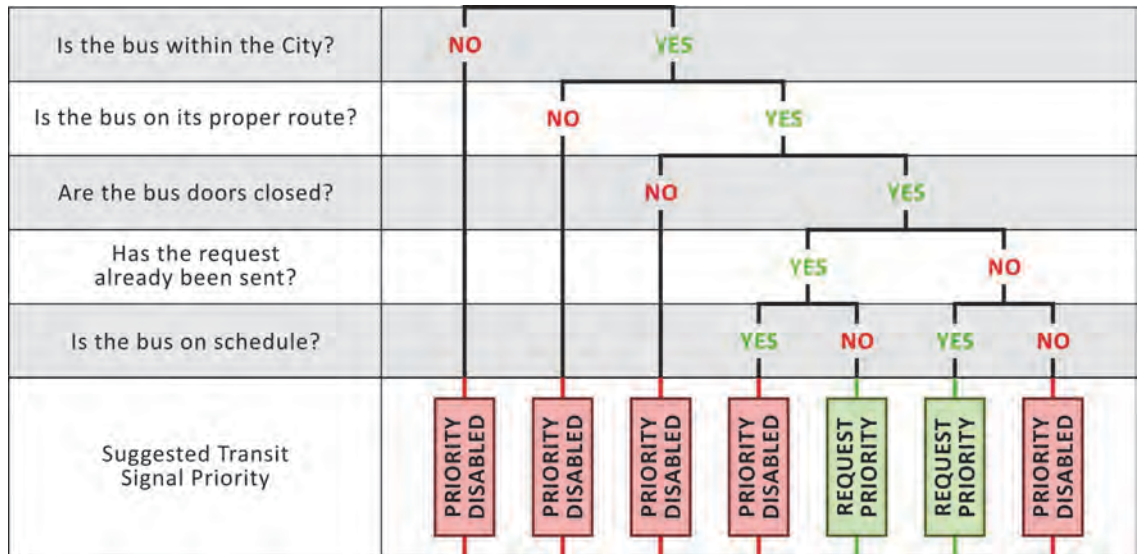 Is the bus within the City?
NO
YES
Is the bus on its proper route?
NO
YES
Are the bus doors closed?
NO
YES
Has the request
already been sent?
YES
NO
Is the bus on schedule?
YES
NO
YES
NO
Suggested Transit
Signal Priority
PRIORITY
DISABLED
PRIORITY
DISABLED
PRIORITY
DISABLED
PRIORITY
DISABLED
REQUEST
PRIORITY
REQUEST
PRIORITY
PRIORITY
DISABLED